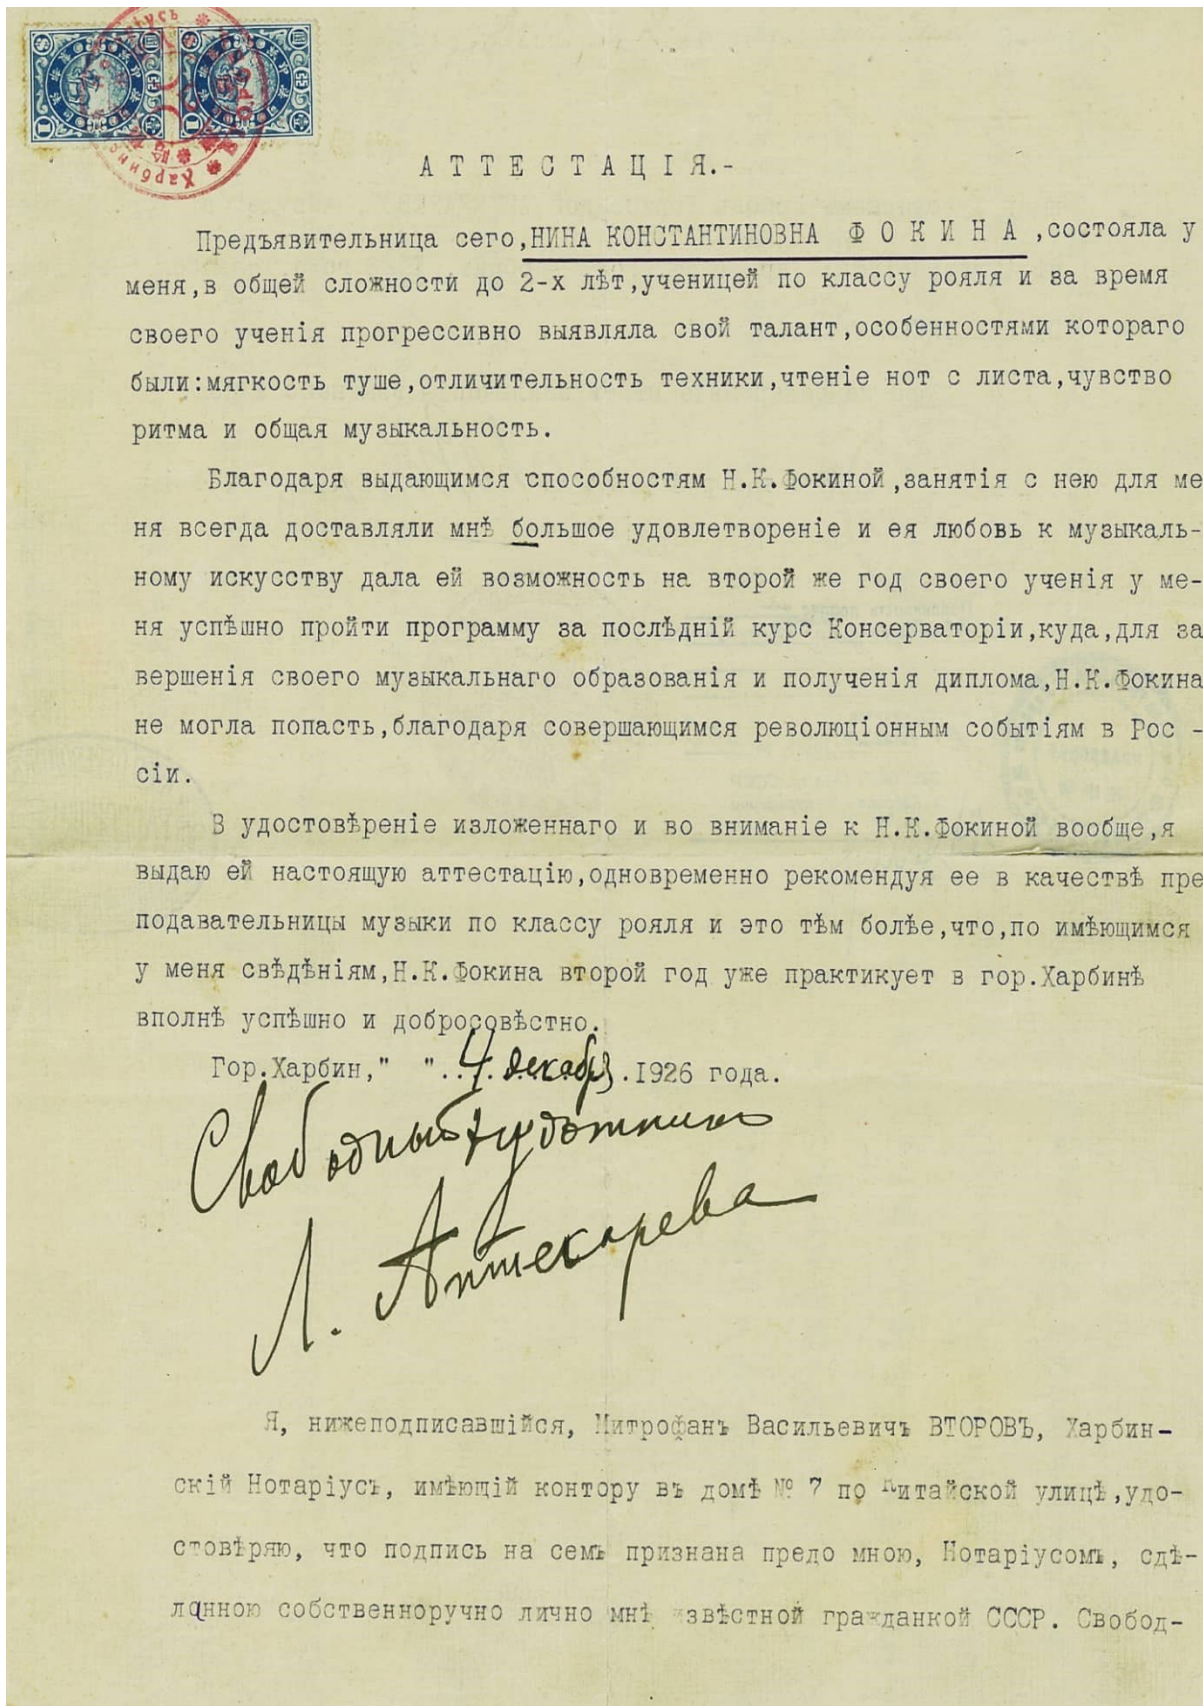 АТТЕСТАЦІЯ.-
Предъявительница сего,НИНА КОНСТАНТИНОВНА ФОКИНА,состояла у
меня,в общей сложности до 2-х лѣт,ученицей по классу рояля и за время
своего ученія прогрессивно выявляла свой талант,особенностями котораго
были:мягкость туше,отличительность техники,чтеніе нот с листа,чувство
ритма и общая музыкальность.
Благодаря выдающимся способностям Н.К.Фокиной,занятія с нею для ме
ня всегда доставляли мнѣ большое удовлетвореніе и ея любовь к музыкаль-
ному искусству дала ей возможность на второй же год своего ученія у ме-
ня успѣшно пройти программу за послѣдній курс Консерваторіи,куда,для за
вершенія своего музыкальнаго образованія и полученія диплома,Н.К.Фокина
не могла попасть,благодаря совершающимся революціонным событіям в Рос -
сіи.
В удостовѣреніе изложеннаго и во вниманіе к Н.К.Фокиной вообще,я
выдаю ей настоящую аттестацію,одновременно рекомендуя ее в качествѣ пре
подавательницы музыки по классу рояля и это тѣм болѣе,что,по имѣющимся
у меня свѣдѣніям,Н.К.Фокина второй год уже практикует в гор.Харбинѣ
вполнѣ успѣшно и добросовѣстно.
Гор.Харбин," "..4.декабря.1926 года.
Свободный художникъ
Л. Аптекарева
Я, нижеподписавшійся, Митрофанъ Васильевичъ ВТОРОВЪ, Харбин-
скій Нотаріусъ, имѣющій контору въ домѣ № 7 по Китайской улицѣ,удо-
стовѣряю, что подпись на семъ признана предо мною, Нотаріусомъ, сдѣ-
ланною собственноручно лично мнѣ извѣстной гражданкой СССР. Свобод-